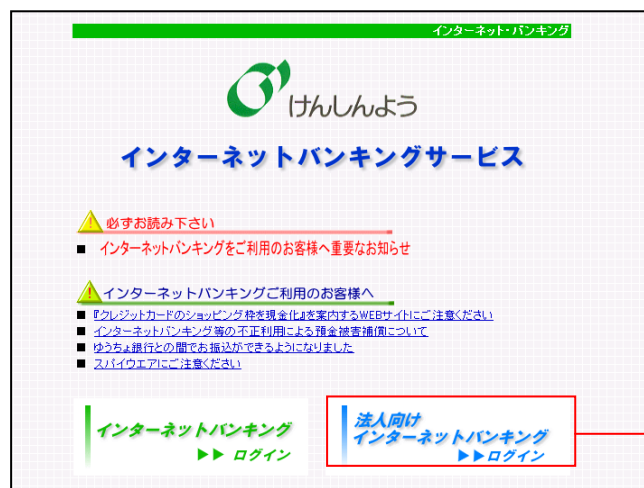 インターネット・バンキング
けんしんよう
インターネットバンキングサービス
必ずお読み下さい
■ インターネットバンキングをご利用のお客様へ重要なお知らせ
インターネットバンキングご利用のお客様へ
■ 『クレジットカードのショッピング枠を現金化』を案内するWEBサイトにご注意ください
■ インターネットバンキング等の不正利用による預金被害補償について
■ ゆうちょ銀行との間でお振込ができるようになりました
■ スパイウエアにご注意ください
インターネットバンキング
▶▶ ログイン
法人向け
インターネットバンキング
▶▶ログイン